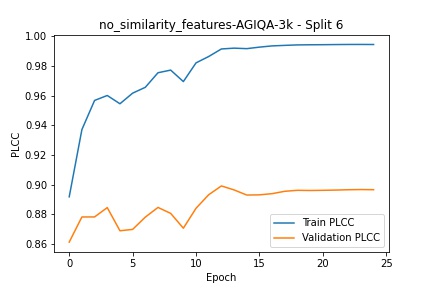 no_similarity_features-AGIQA-3k - Split 6
1.00
0.98
0.96
0.94
0.92
0.90
0.88
0.86
PLCC
Train PLCC
Validation PLCC
0 5 10 15 20 25
Epoch